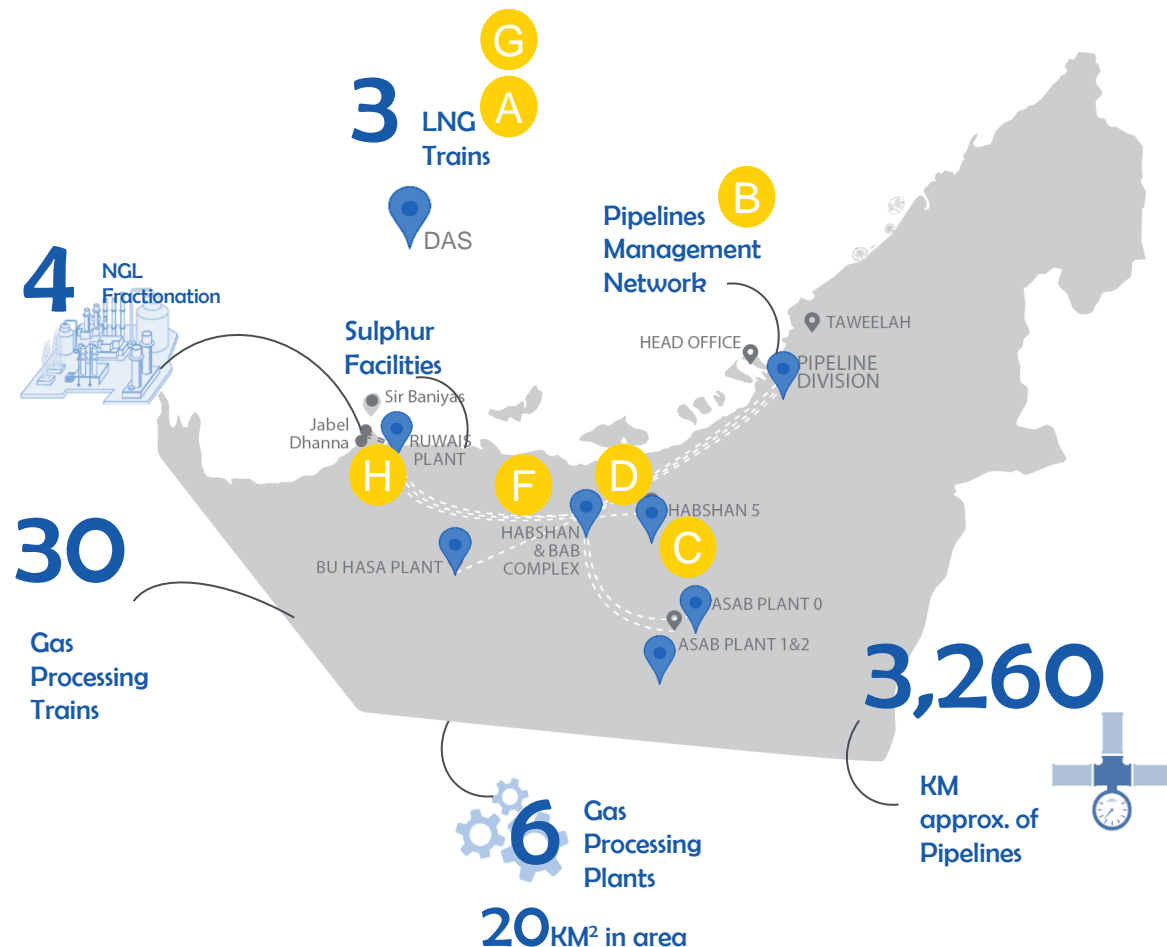 G
A
3
LNG
Trains
DAS
B
Pipelines
Management
Network
4
NGL
Fractionation
Sulphur
Facilities
HEAD OFFICE
TAWEELAH
PIPELINE
DIVISION
Sir Baniyas
Jabel
Dhanna
RUWAIS
PLANT
H
F
D
HABSHAN 5
HABSHAN
& BAB
COMPLEX
C
BU HASA PLANT
ASAB PLANT 0
ASAB PLANT 1&2
30
Gas
Processing
Trains
3,260
KM
approx. of
Pipelines
6
Gas
Processing
Plants
20KM² in area